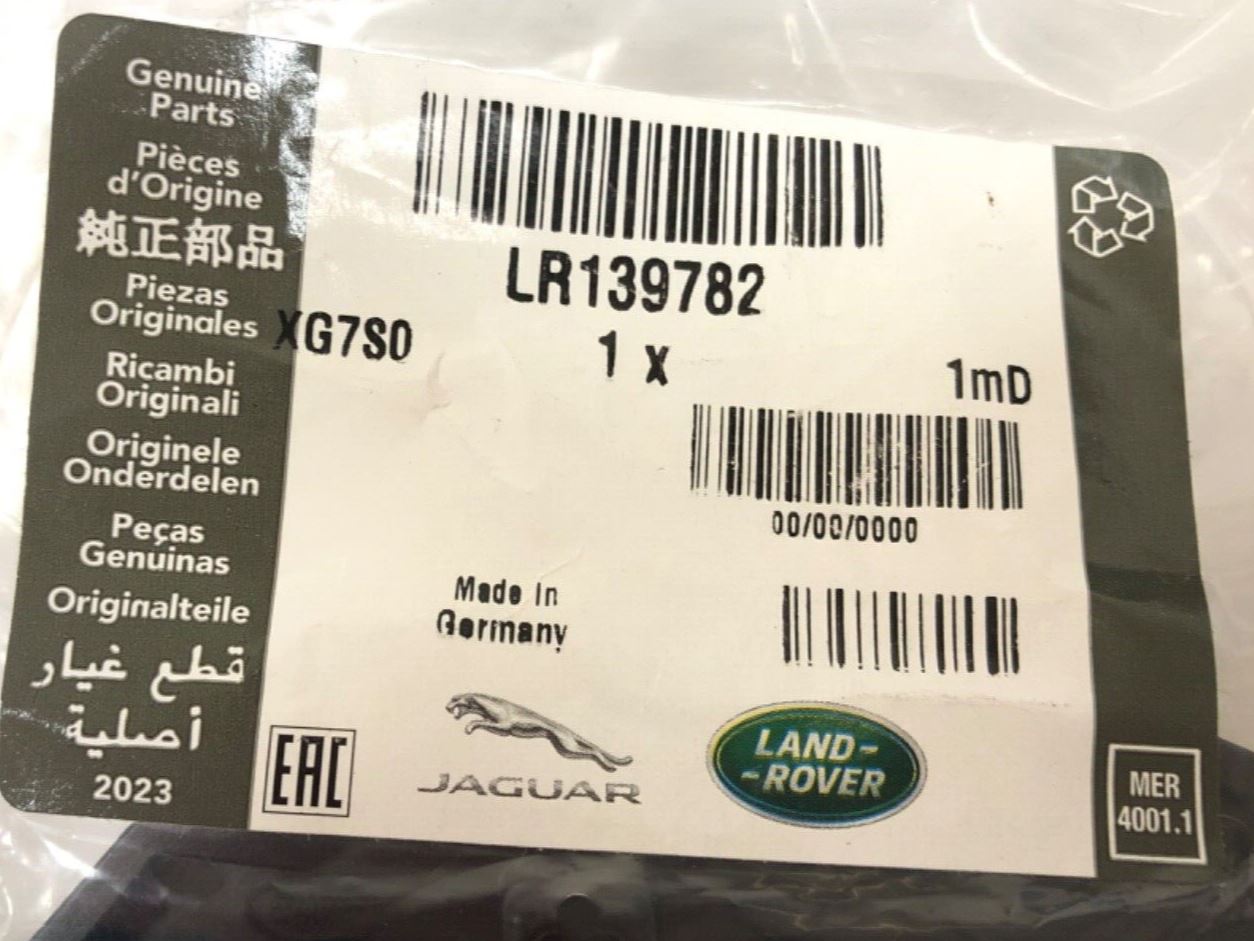 Genuine
Parts
Pièces
d'Origine
純正部品
Piezas
Originales
Ricambi
Originali
Originele
Onderdelen
Peças
Genuinas
Originalteile
قطع غيار
أصلية
2023
LR139782
XG7S0
1 x
1mD
00/00/0000
Made in
Germany
EAC
JAGUAR
LAND-
-ROVER
MER
4001.1